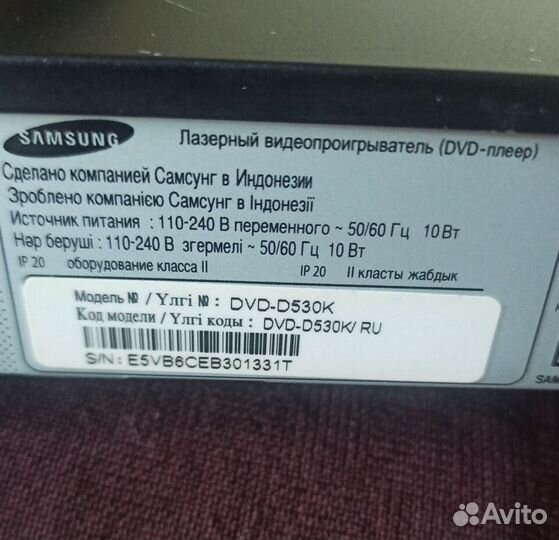 SAMSUNG
Лазерный видеопроигрыватель (DVD-плеер)
Сделано компанией Самсунг в Индонезии
Зроблено компанією Самсунг в Індонезії
Источник питания : 110-240 В переменного ~ 50/60 Гц 10 Вт
Нәр беруші : 110-240 В згермелі ~ 50/60 Гц 10 Вт
IP 20 оборудование класса II IP 20 II класты жабдық
Модель № / Үлгі № : DVD-D530K
Код модели / Үлгі коды : DVD-D530K/ RU
S/N : E5VB6CEB301331T
SAM
Avito